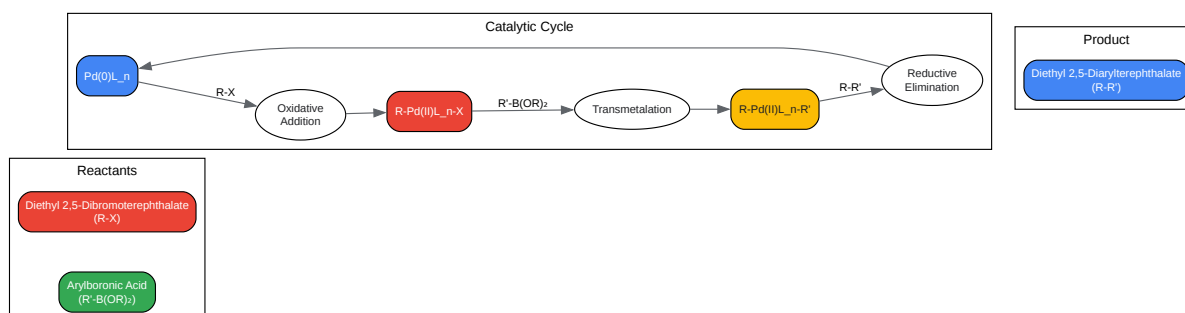 Catalytic Cycle
Pd(0)L_n
R-X
Oxidative
Addition
R-Pd(II)L_n-X
R'-B(OR)₂
Transmetalation
R-Pd(II)L_n-R'
R-R'
Reductive
Elimination
Product
Diethyl 2,5-Diarylterephthalate
(R-R')
Reactants
Diethyl 2,5-Dibromoterephthalate
(R-X)
Arylboronic Acid
(R'-B(OR)₂)